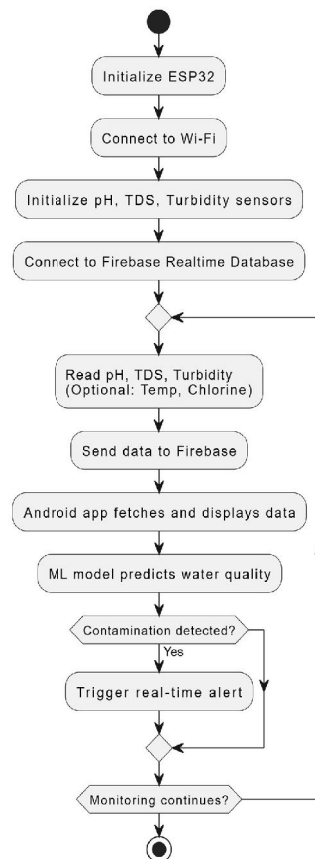 Initialize ESP32
Connect to Wi-Fi
Initialize pH, TDS, Turbidity sensors
Connect to Firebase Realtime Database
Read pH, TDS, Turbidity
(Optional: Temp, Chlorine)
Send data to Firebase
Android app fetches and displays data
ML model predicts water quality
Contamination detected?
Yes
Trigger real-time alert
Monitoring continues?